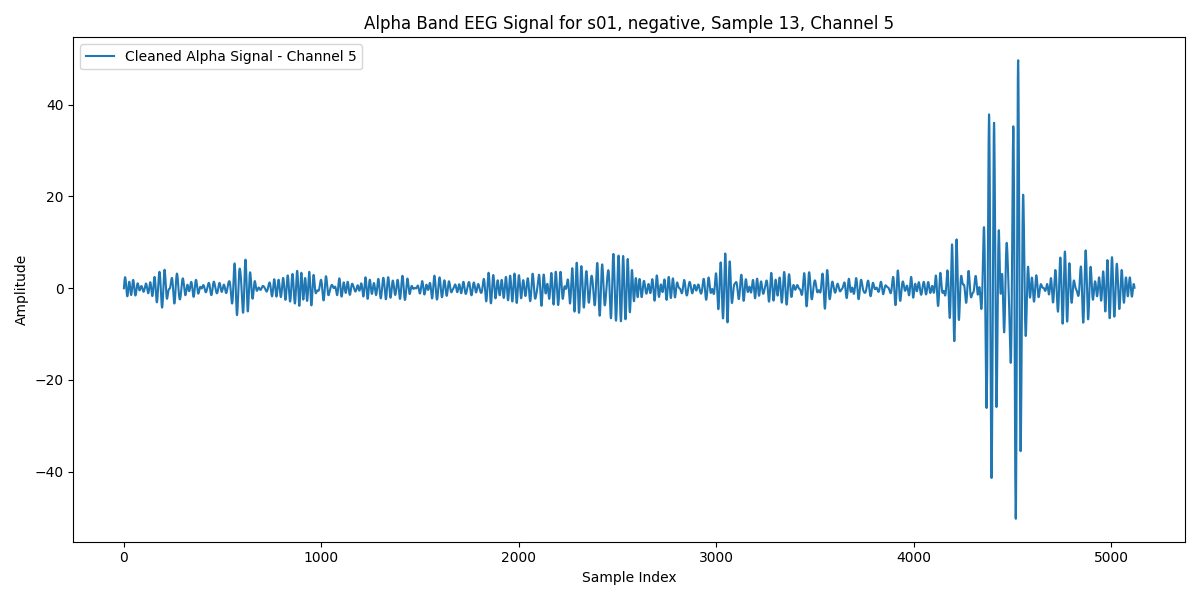 Alpha Band EEG Signal for s01, negative, Sample 13, Channel 5
Cleaned Alpha Signal - Channel 5
Amplitude
40
20
0
−20
−40
0 1000 2000 3000 4000 5000
Sample Index